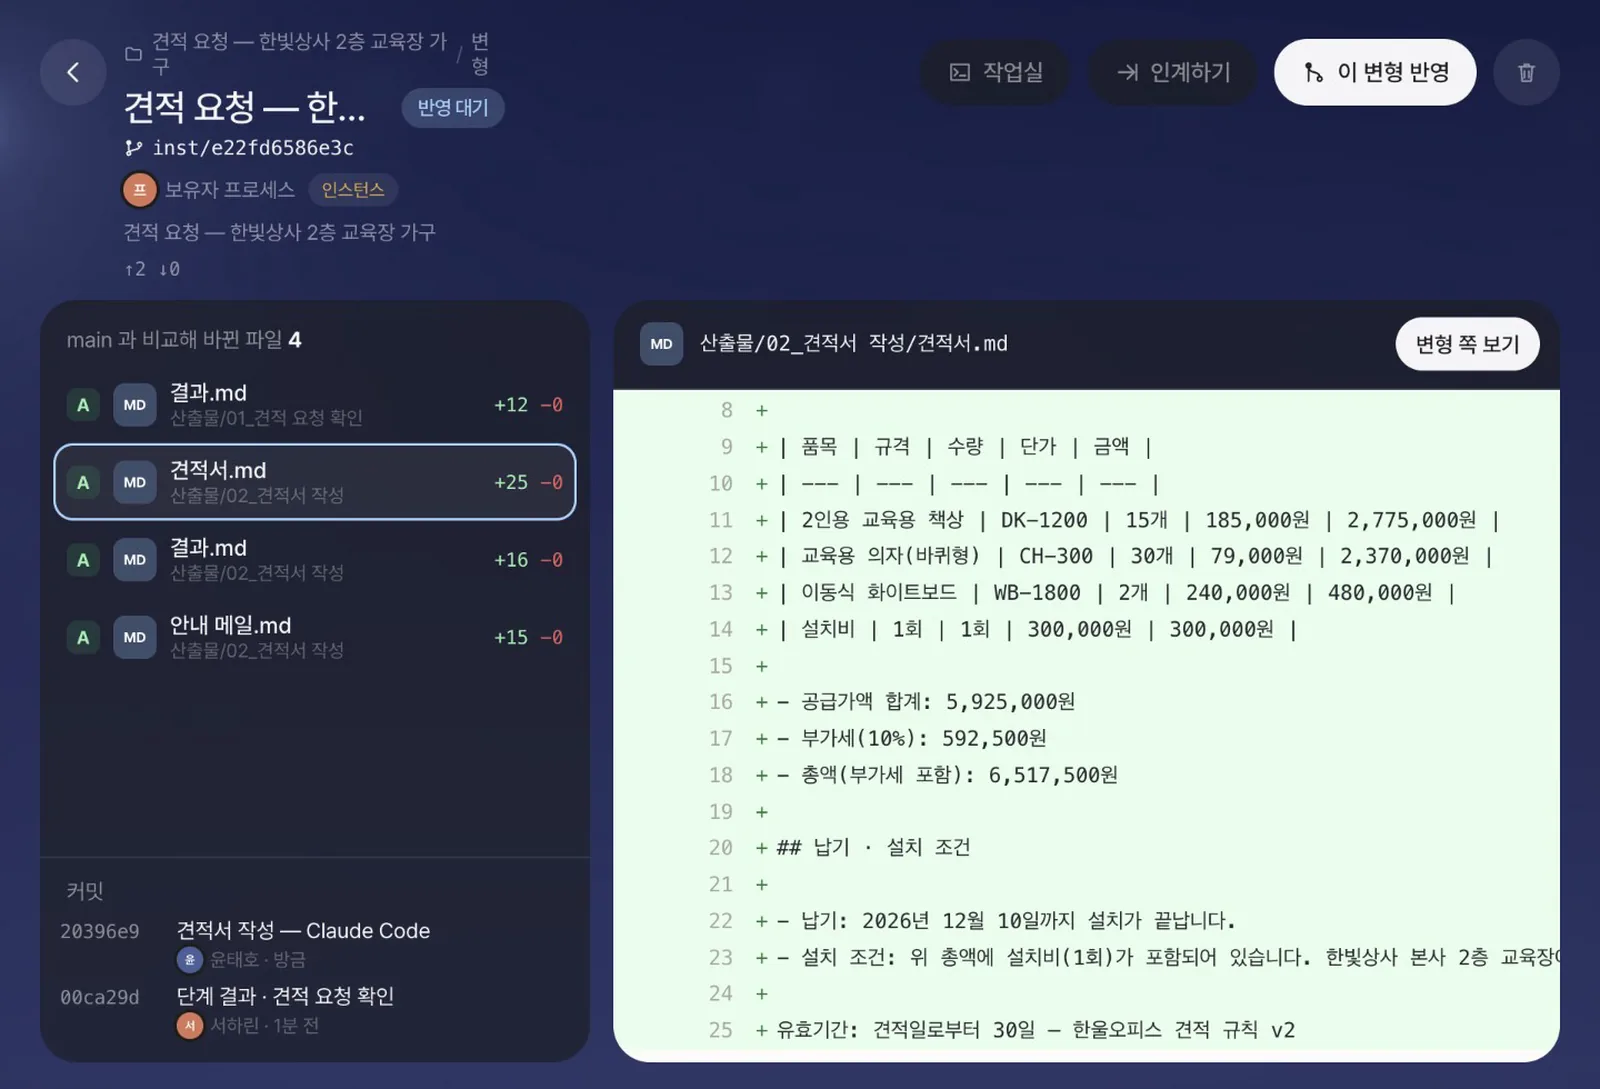 견적 요청 — 한빛상사 2층 교육장 가구 / 변형
견적 요청 — 한... 반영 대기
inst/e22fd6586e3c
프 보유자 프로세스 인스턴스
견적 요청 — 한빛상사 2층 교육장 가구
↑2 ↓0
작업실
인계하기
이 변형 반영
main 과 비교해 바뀐 파일 4
A MD 결과.md +12 −0
산출물/01_견적 요청 확인
A MD 견적서.md +25 −0
산출물/02_견적서 작성
A MD 결과.md +16 −0
산출물/02_견적서 작성
A MD 안내 메일.md +15 −0
산출물/02_견적서 작성
커밋
20396e9 견적서 작성 — Claude Code
윤 윤태호 · 방금
00ca29d 단계 결과 · 견적 요청 확인
서 서하린 · 1분 전
MD 산출물/02_견적서 작성/견적서.md 변형 쪽 보기
8 +
9 + | 품목 | 규격 | 수량 | 단가 | 금액 |
10 + | --- | --- | --- | --- | --- |
11 + | 2인용 교육용 책상 | DK-1200 | 15개 | 185,000원 | 2,775,000원 |
12 + | 교육용 의자(바퀴형) | CH-300 | 30개 | 79,000원 | 2,370,000원 |
13 + | 이동식 화이트보드 | WB-1800 | 2개 | 240,000원 | 480,000원 |
14 + | 설치비 | 1회 | 1회 | 300,000원 | 300,000원 |
15 +
16 + - 공급가액 합계: 5,925,000원
17 + - 부가세(10%): 592,500원
18 + - 총액(부가세 포함): 6,517,500원
19 +
20 + ## 납기 · 설치 조건
21 +
22 + - 납기: 2026년 12월 10일까지 설치가 끝납니다.
23 + - 설치 조건: 위 총액에 설치비(1회)가 포함되어 있습니다. 한빛상사 본사 2층 교육장
24 +
25 + 유효기간: 견적일로부터 30일 — 한울오피스 견적 규칙 v2